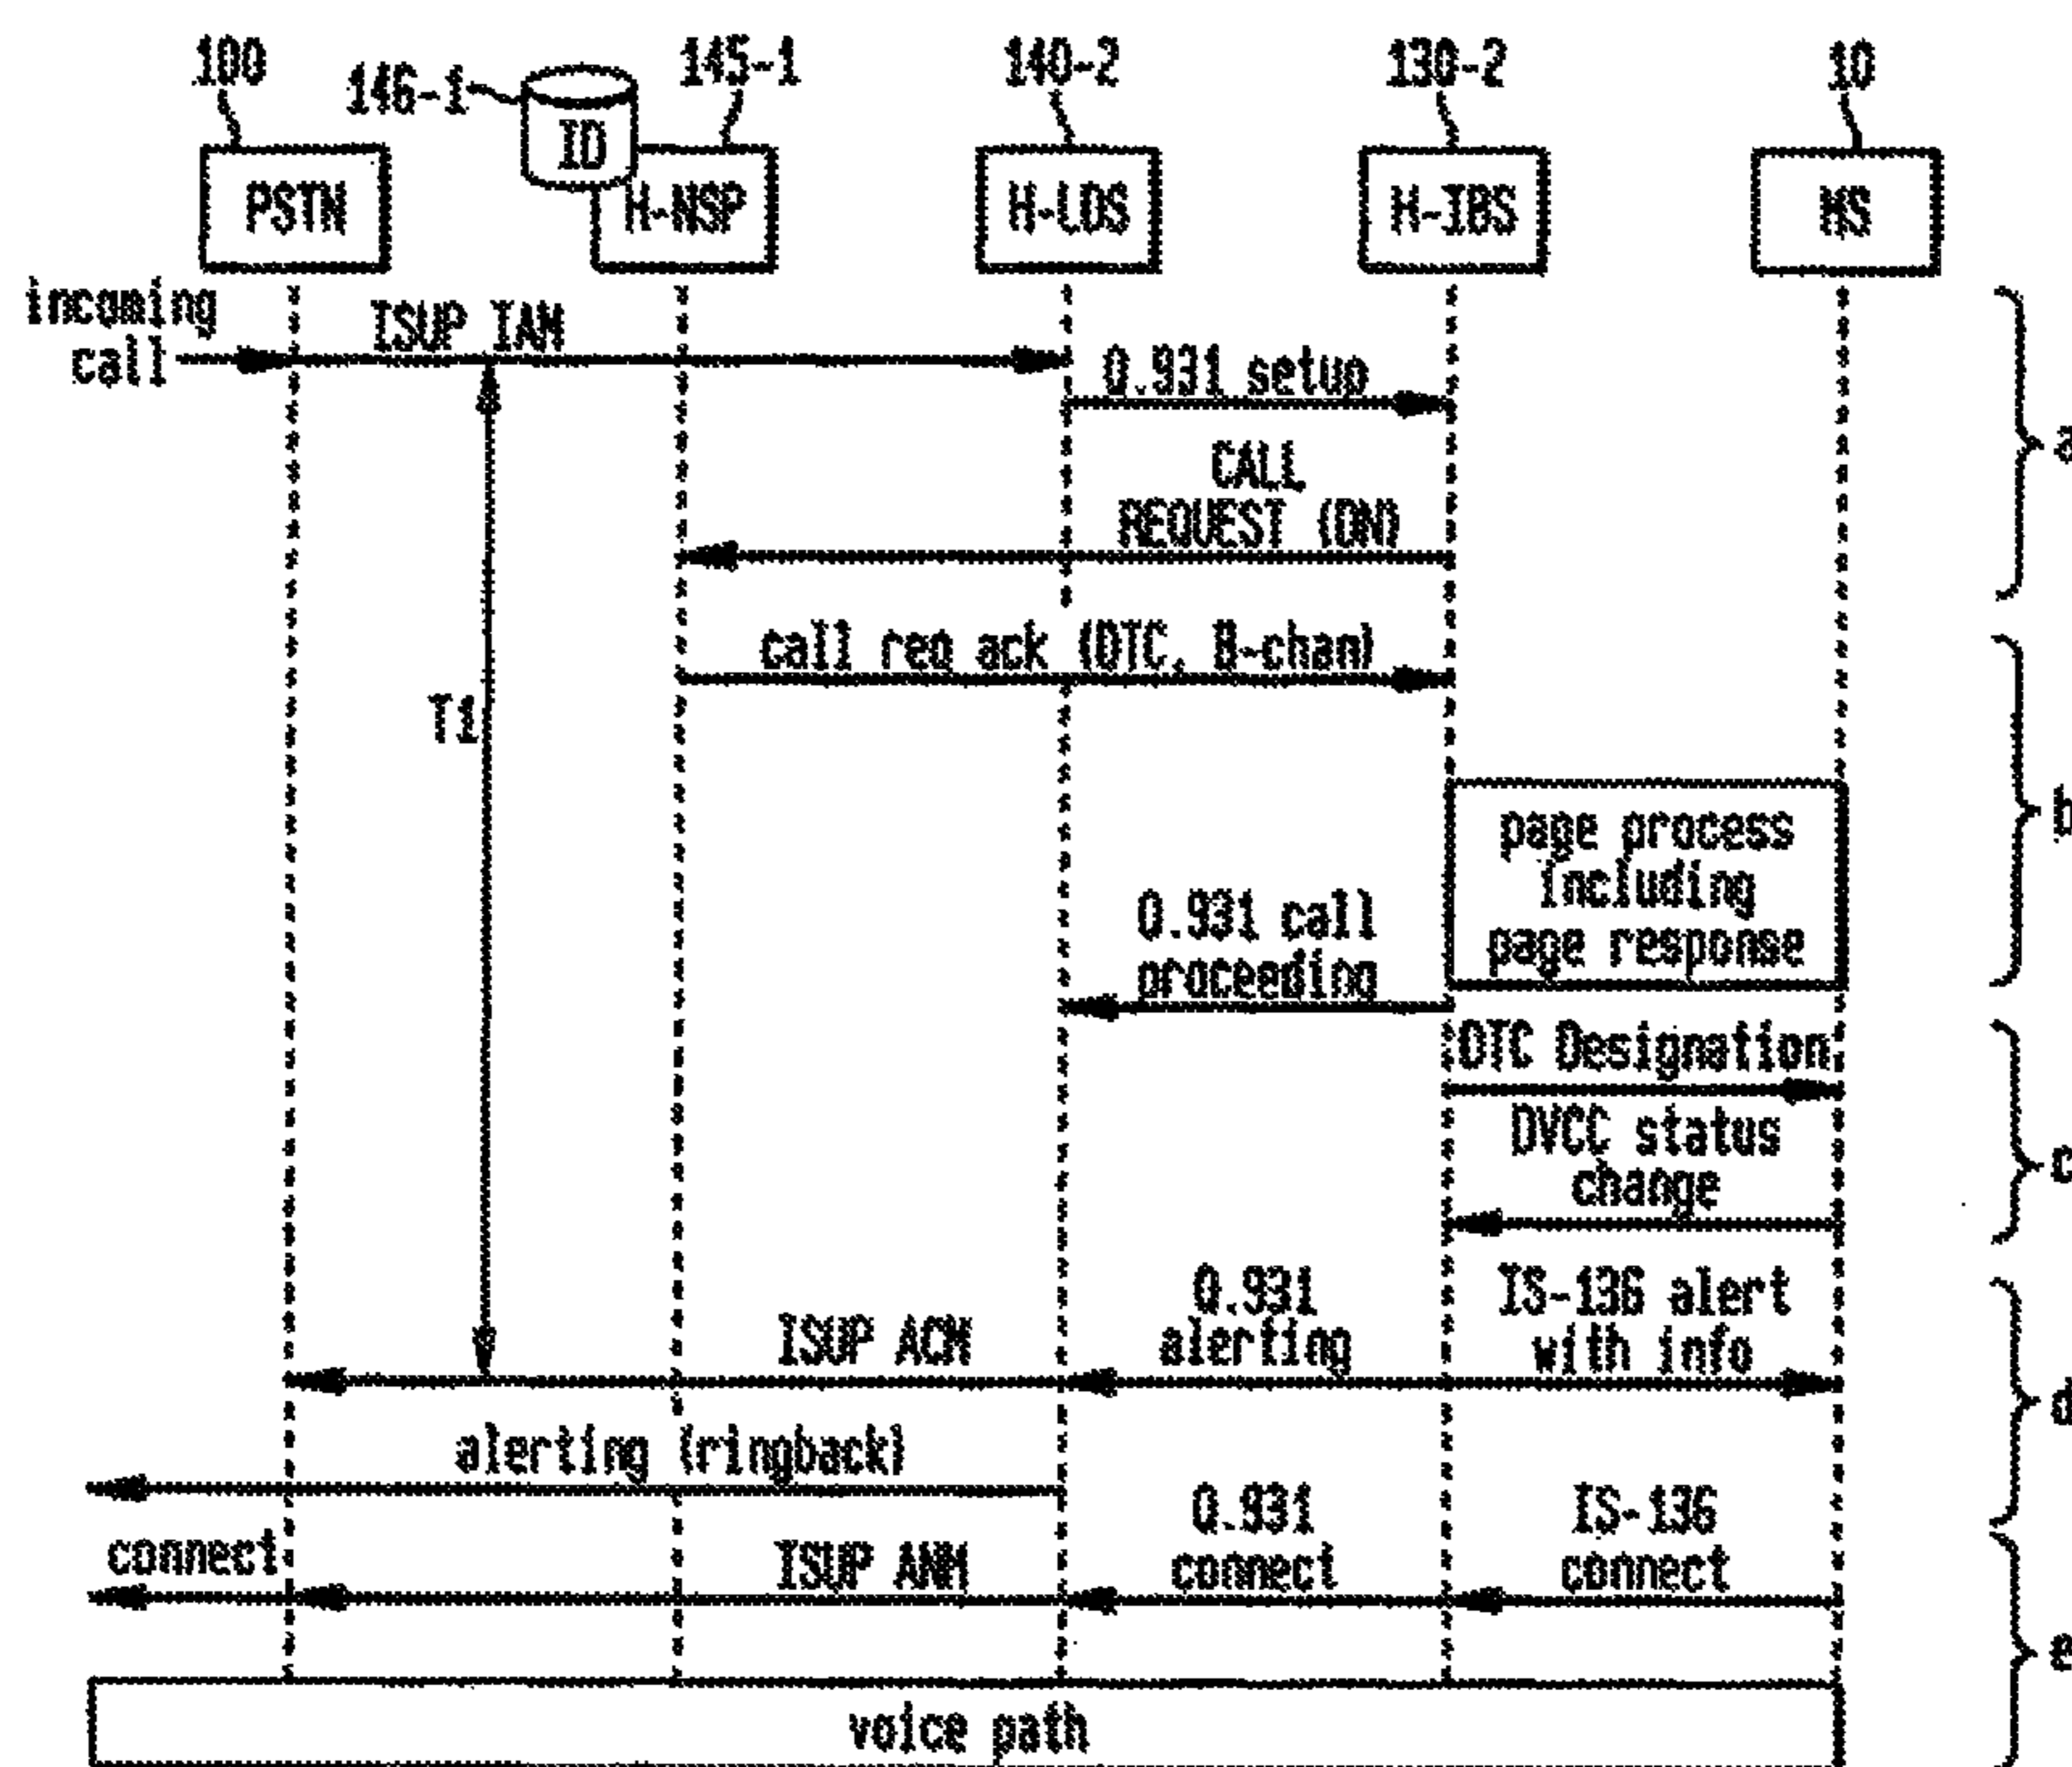 100
146-1
145-1
140-2
130-2
10
ID
PSTN
H-NSP
H-LDS
H-IBS
MS
incoming
call
ISUP IAM
Q.931 setup
CALL
REQUEST (DN)
a
call req ack (DTC, B-chan)
T1
page process
including
page response
b
Q.931 call
proceeding
DTC Designation
DVCC status
change
c
ISUP ACM
Q.931
alerting
IS-136 alert
with info
d
alerting (ringback)
connect
ISUP ANM
Q.931
connect
IS-136
connect
e
voice path